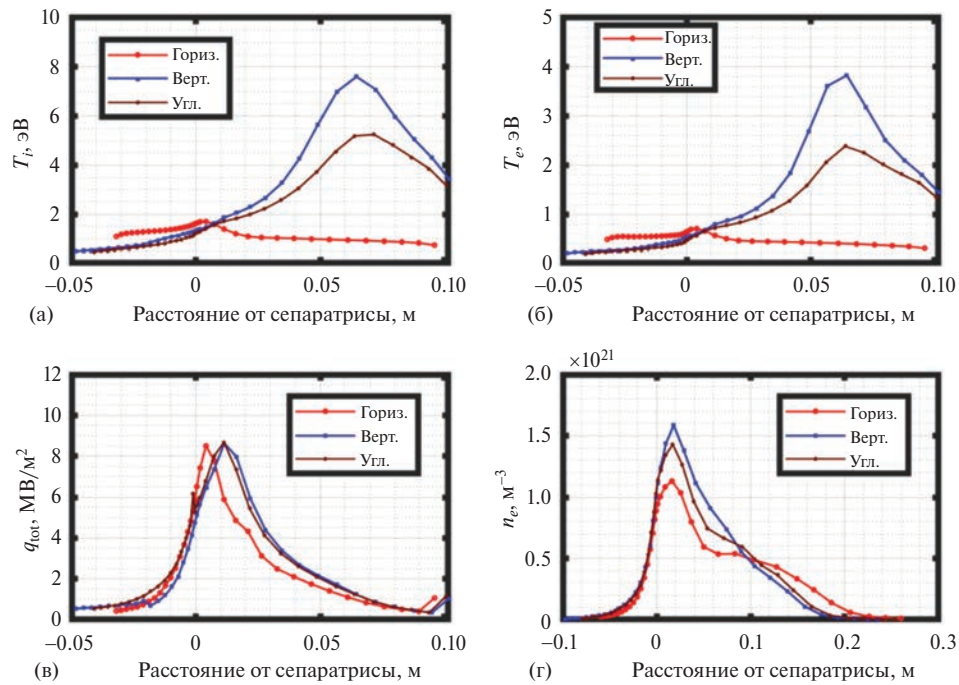 10
8
6
4
2
0
T_i, эВ
Гориз.
Верт.
Угл.
−0.05 0 0.05 0.10
(а) Расстояние от сепаратрисы, м
5
4
3
2
1
0
T_e, эВ
Гориз.
Верт.
Угл.
−0.05 0 0.05 0.10
(б) Расстояние от сепаратрисы, м
12
10
8
6
4
2
0
q_tot, МВ/м²
Гориз.
Верт.
Угл.
−0.05 0 0.05 0.10
(в) Расстояние от сепаратрисы, м
×10²¹
2.0
1.5
1.0
0.5
0
n_e, м⁻³
Гориз.
Верт.
Угл.
−0.1 0 0.1 0.2 0.3
(г) Расстояние от сепаратрисы, м